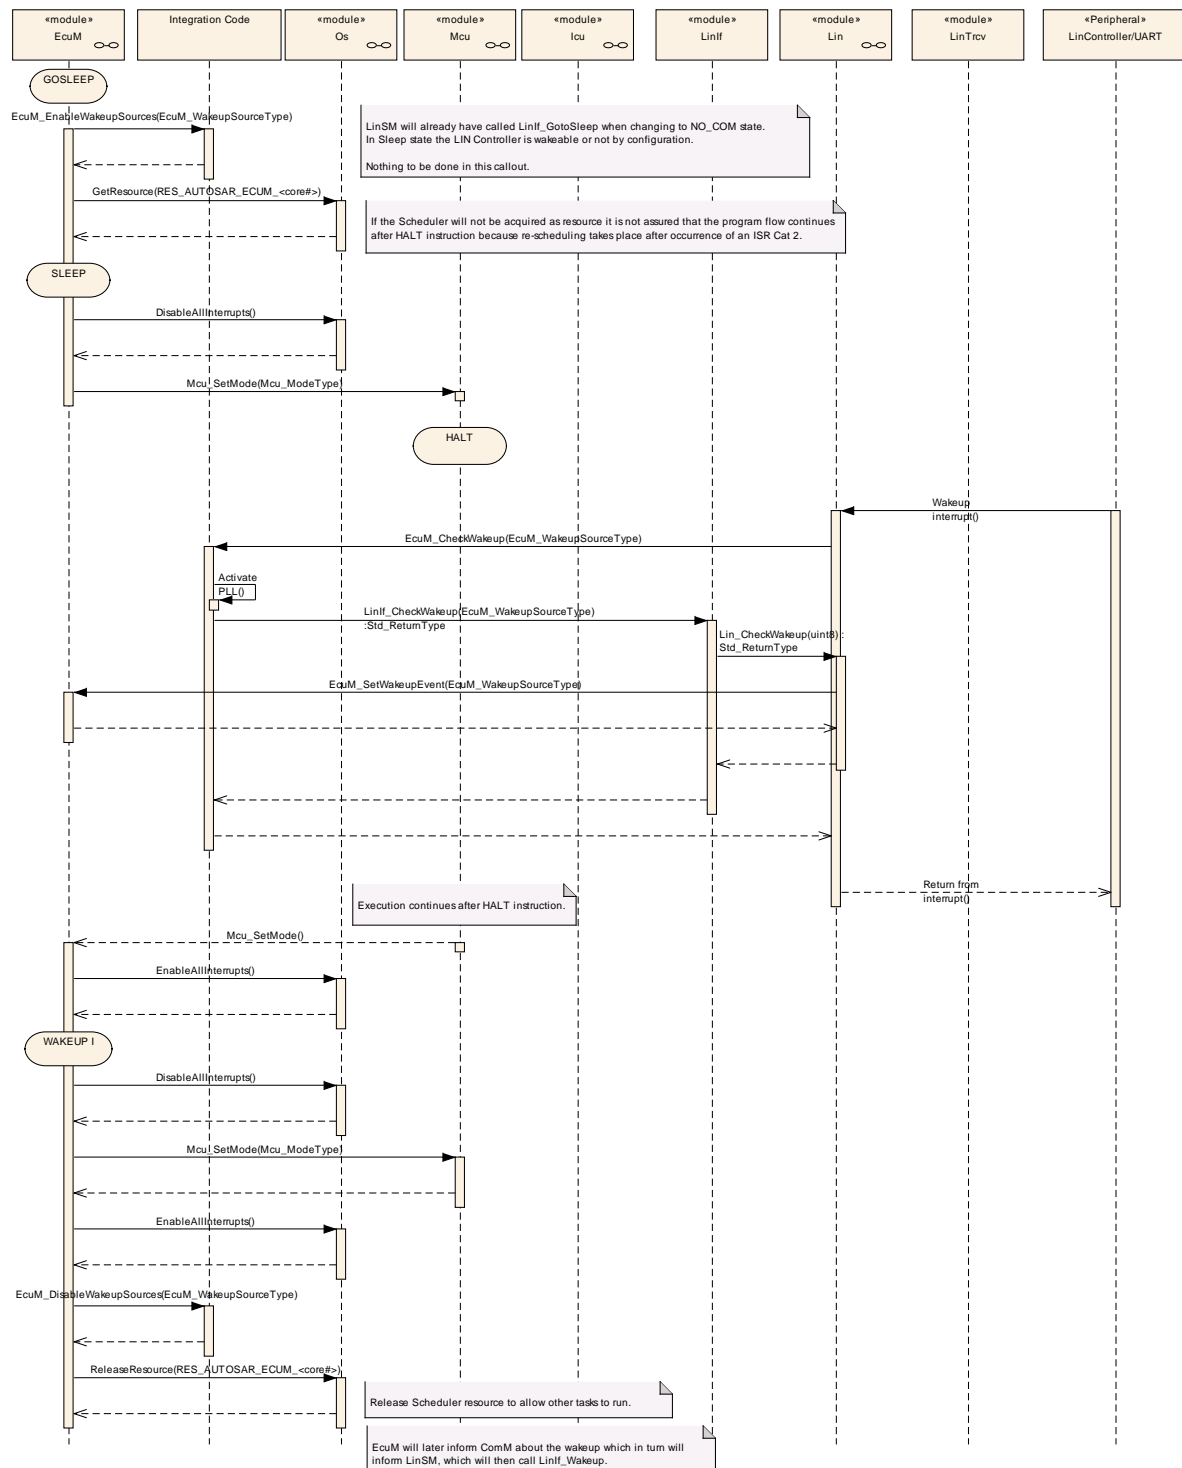 «module»
EcuM
Integration Code
«module»
Os
«module»
Mcu
«module»
Icu
«module»
LinIf
«module»
Lin
«module»
LinTrcv
«Peripheral»
LinController/UART
GOSLEEP
EcuM_EnableWakeupSources(EcuM_WakeupSourceType)
LinSM will already have called LinIf_GotoSleep when changing to NO_COM state.
In Sleep state the LIN Controller is wakeable or not by configuration.
Nothing to be done in this callout.
GetResource(RES_AUTOSAR_ECUM_<core#>)
If the Scheduler will not be acquired as resource it is not assured that the program flow continues
after HALT instruction because re-scheduling takes place after occurrence of an ISR Cat 2.
SLEEP
DisableAllInterrupts()
Mcu_SetMode(Mcu_ModeType)
HALT
Wakeup
interrupt()
EcuM_CheckWakeup(EcuM_WakeupSourceType)
Activate
PLL()
LinIf_CheckWakeup(EcuM_WakeupSourceType)
:Std_ReturnType
Lin_CheckWakeup(uint8) :
Std_ReturnType
EcuM_SetWakeupEvent(EcuM_WakeupSourceType)
Return from
interrupt()
Execution continues after HALT instruction.
Mcu_SetMode()
EnableAllInterrupts()
WAKEUP I
DisableAllInterrupts()
Mcu_SetMode(Mcu_ModeType)
EnableAllInterrupts()
EcuM_DisableWakeupSources(EcuM_WakeupSourceType)
ReleaseResource(RES_AUTOSAR_ECUM_<core#>)
Release Scheduler resource to allow other tasks to run.
EcuM will later inform ComM about the wakeup which in turn will
inform LinSM, which will then call LinIf_Wakeup.